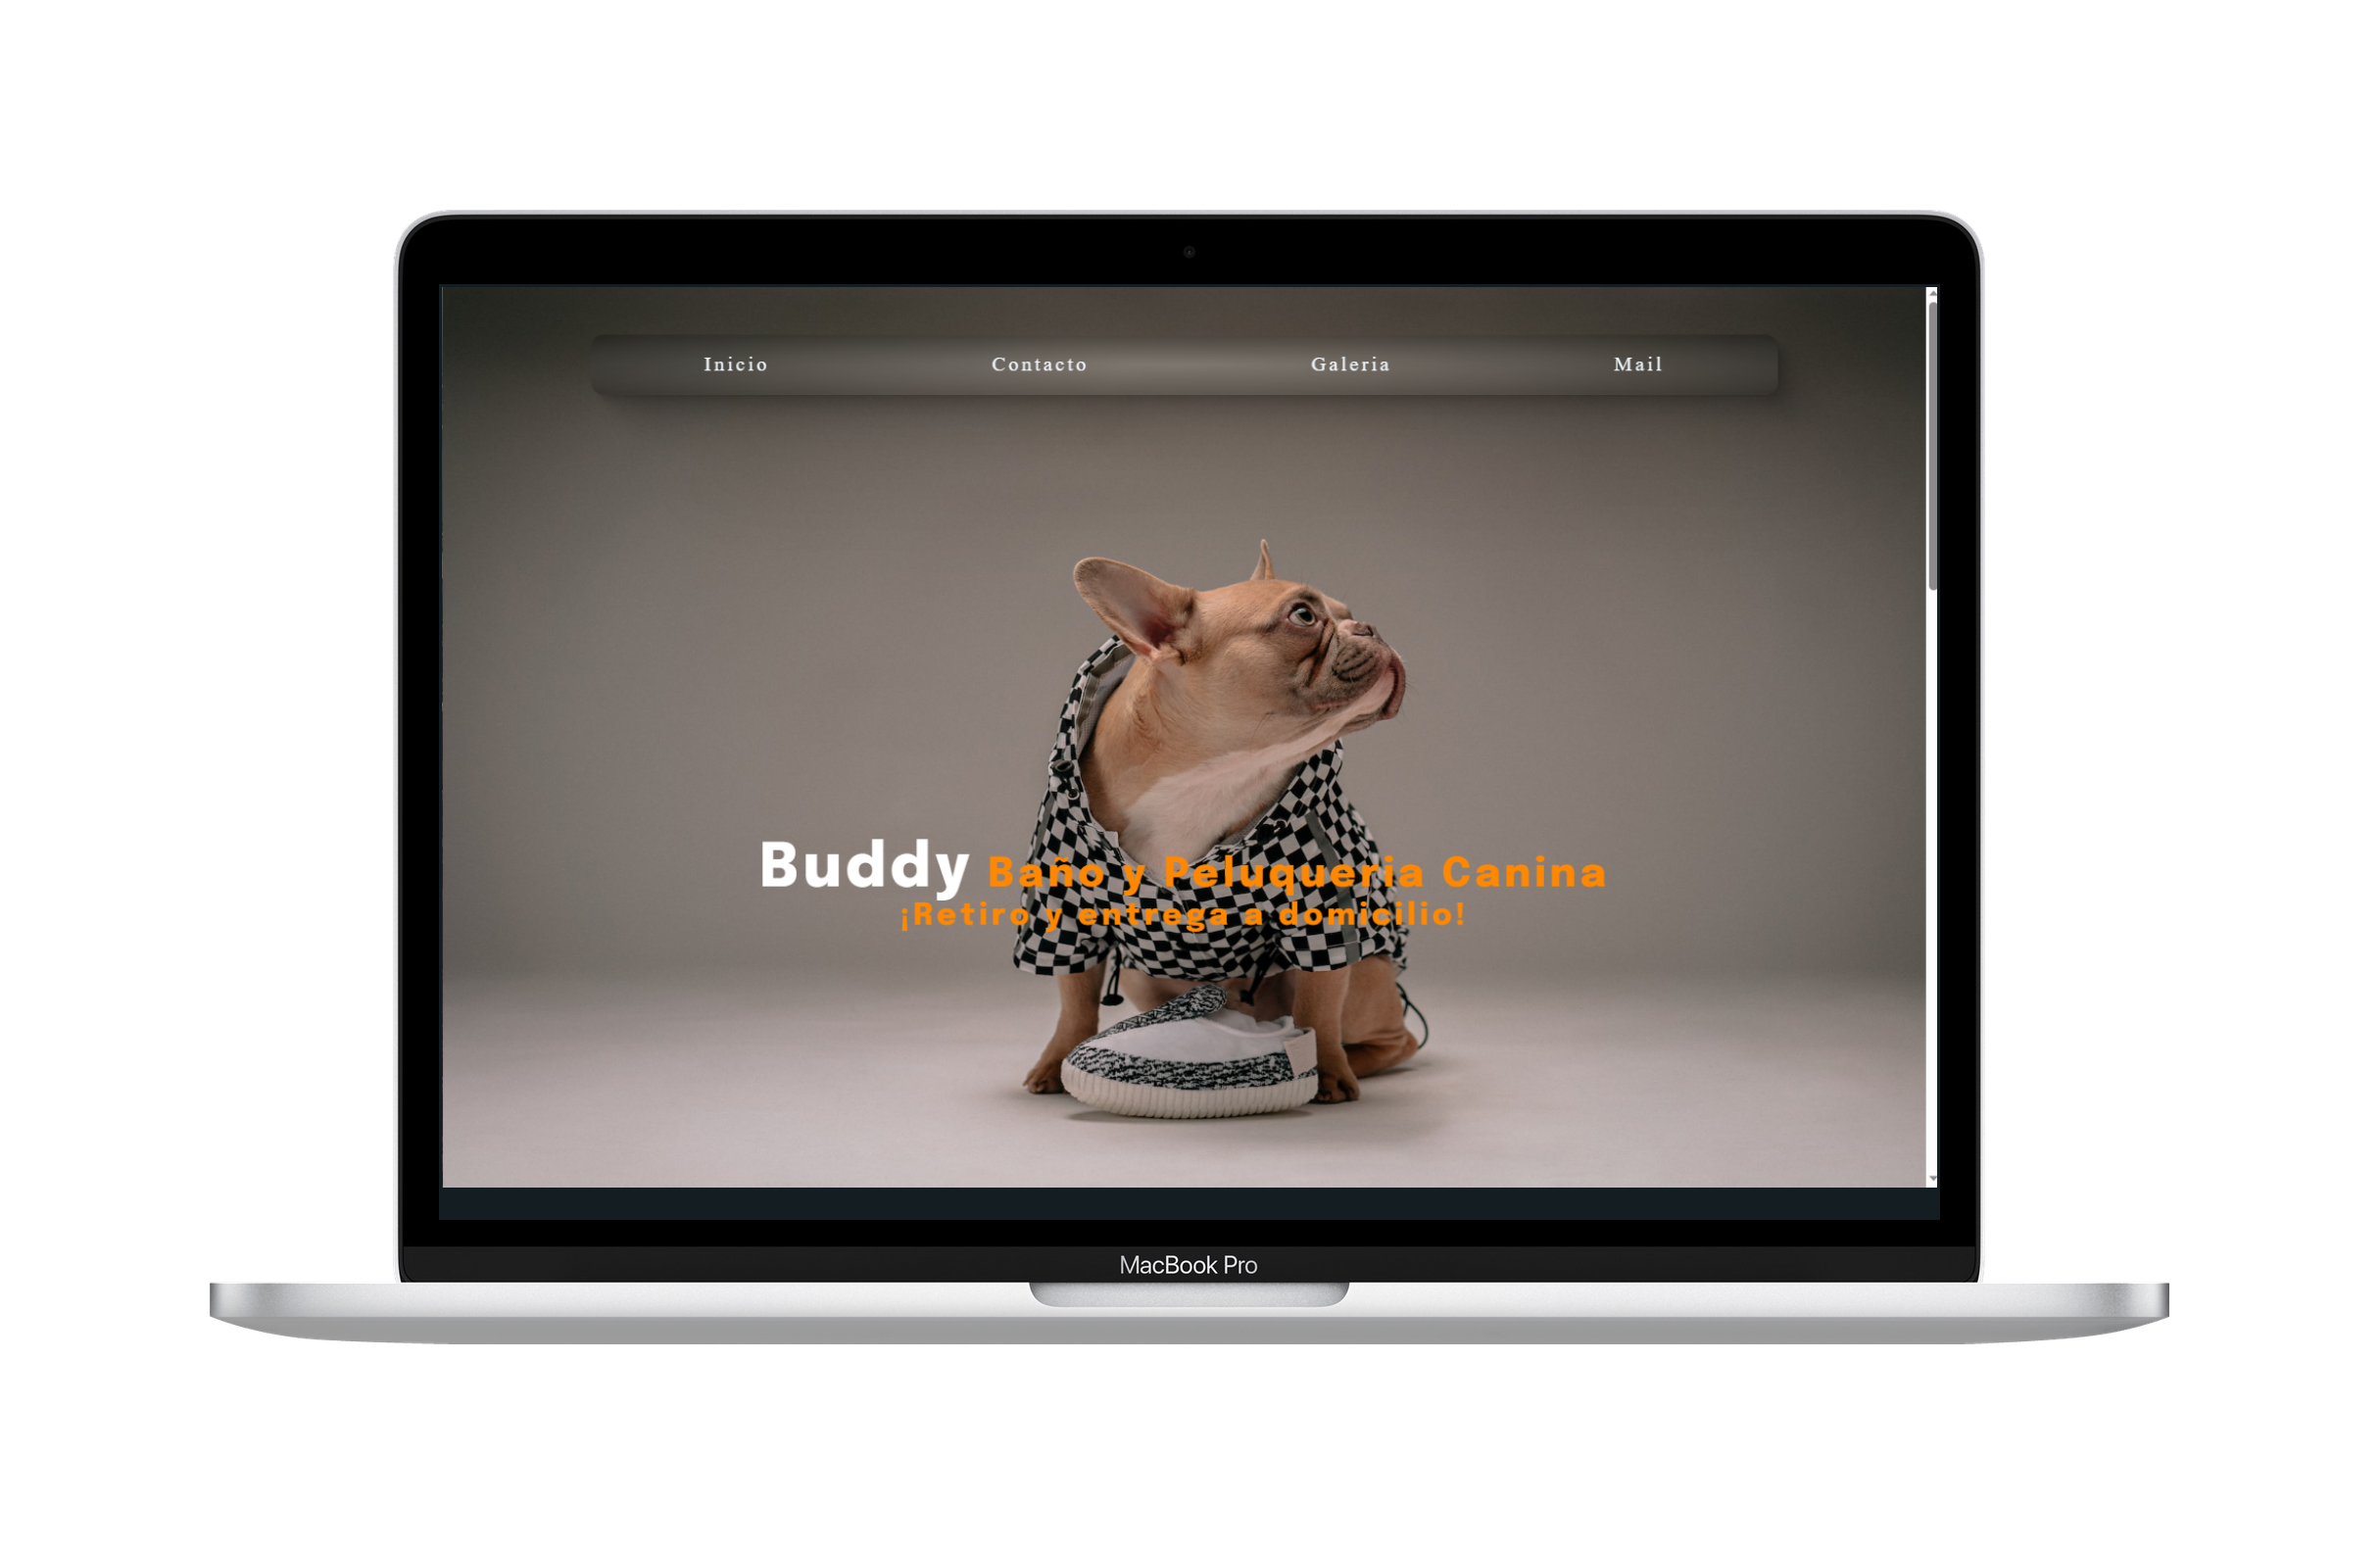 Inicio Contacto Galeria Mail
Buddy Baño y Peluqueria Canina
¡Retiro y entrega a domicilio!
MacBook Pro